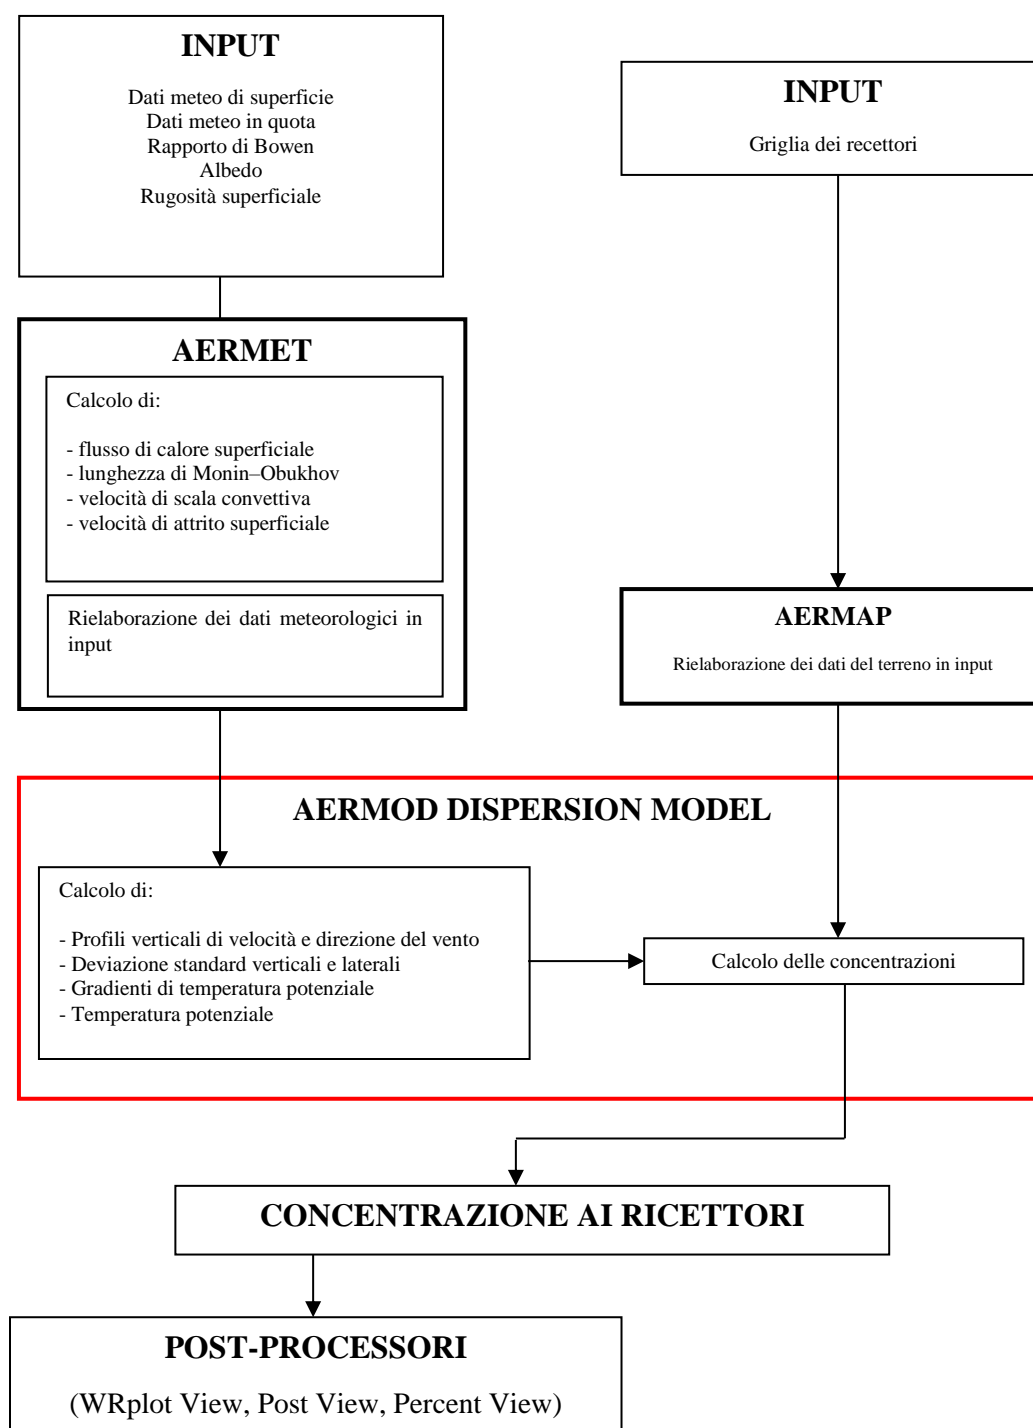 INPUT
Dati meteo di superficie
Dati meteo in quota
Rapporto di Bowen
Albedo
Rugosità superficiale
INPUT
Griglia dei recettori
AERMET
Calcolo di:
- flusso di calore superficiale
- lunghezza di Monin–Obukhov
- velocità di scala convettiva
- velocità di attrito superficiale
Rielaborazione dei dati meteorologici in
input
AERMAP
Rielaborazione dei dati del terreno in input
AERMOD DISPERSION MODEL
Calcolo di:
- Profili verticali di velocità e direzione del vento
- Deviazione standard verticali e laterali
- Gradienti di temperatura potenziale
- Temperatura potenziale
Calcolo delle concentrazioni
CONCENTRAZIONE AI RICETTORI
POST-PROCESSORI
(WRplot View, Post View, Percent View)